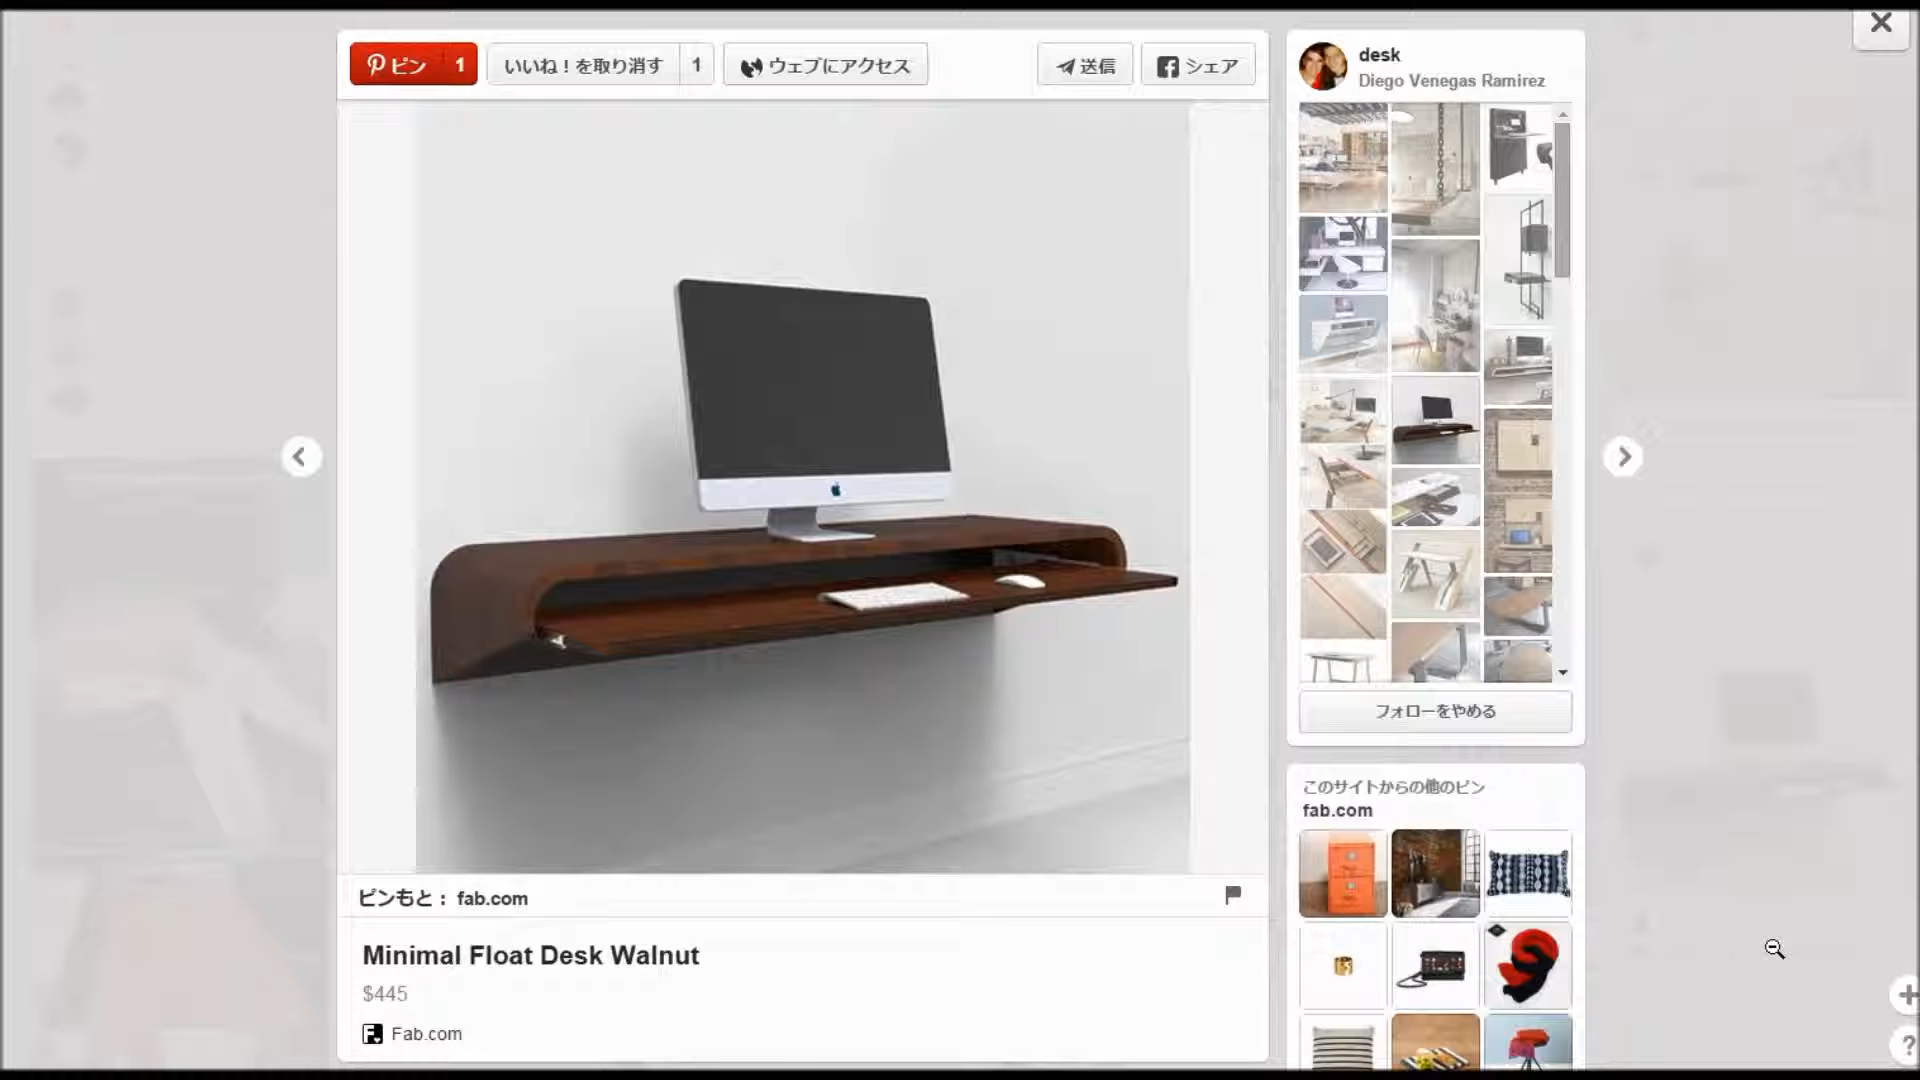 ピン 1
いいね!を取り消す 1
ウェブにアクセス
送信
シェア
desk
Diego Venegas Ramirez
フォローをやめる
このサイトからの他のピン
fab.com
ピンもと: fab.com
Minimal Float Desk Walnut
$445
Fab.com